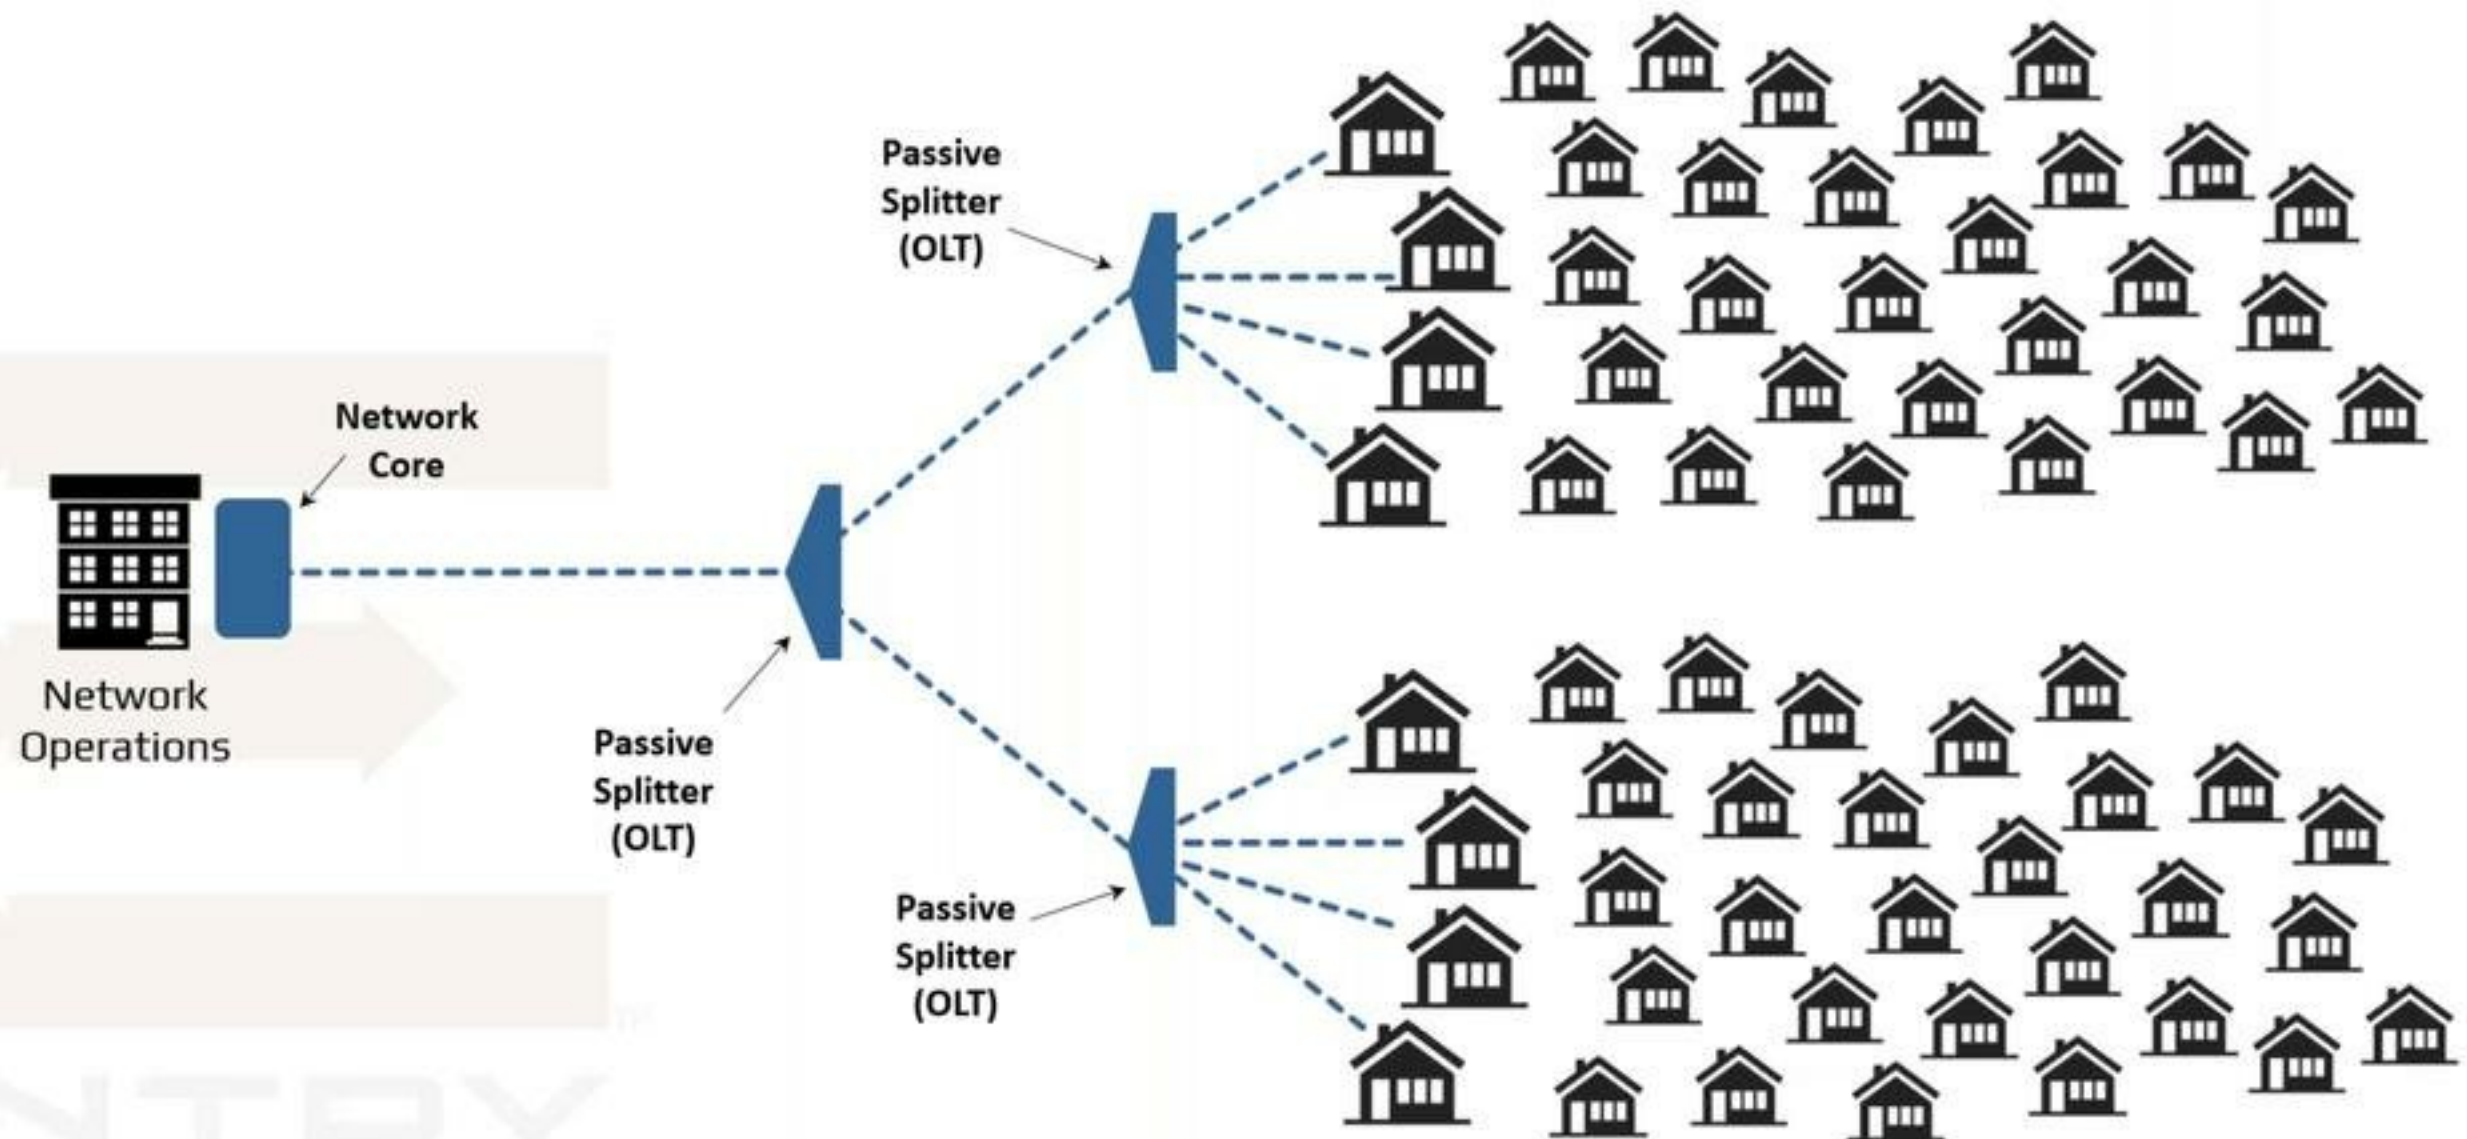 Passive
Splitter
(OLT)
Network
Core
Network
Operations
Passive
Splitter
(OLT)
Passive
Splitter
(OLT)